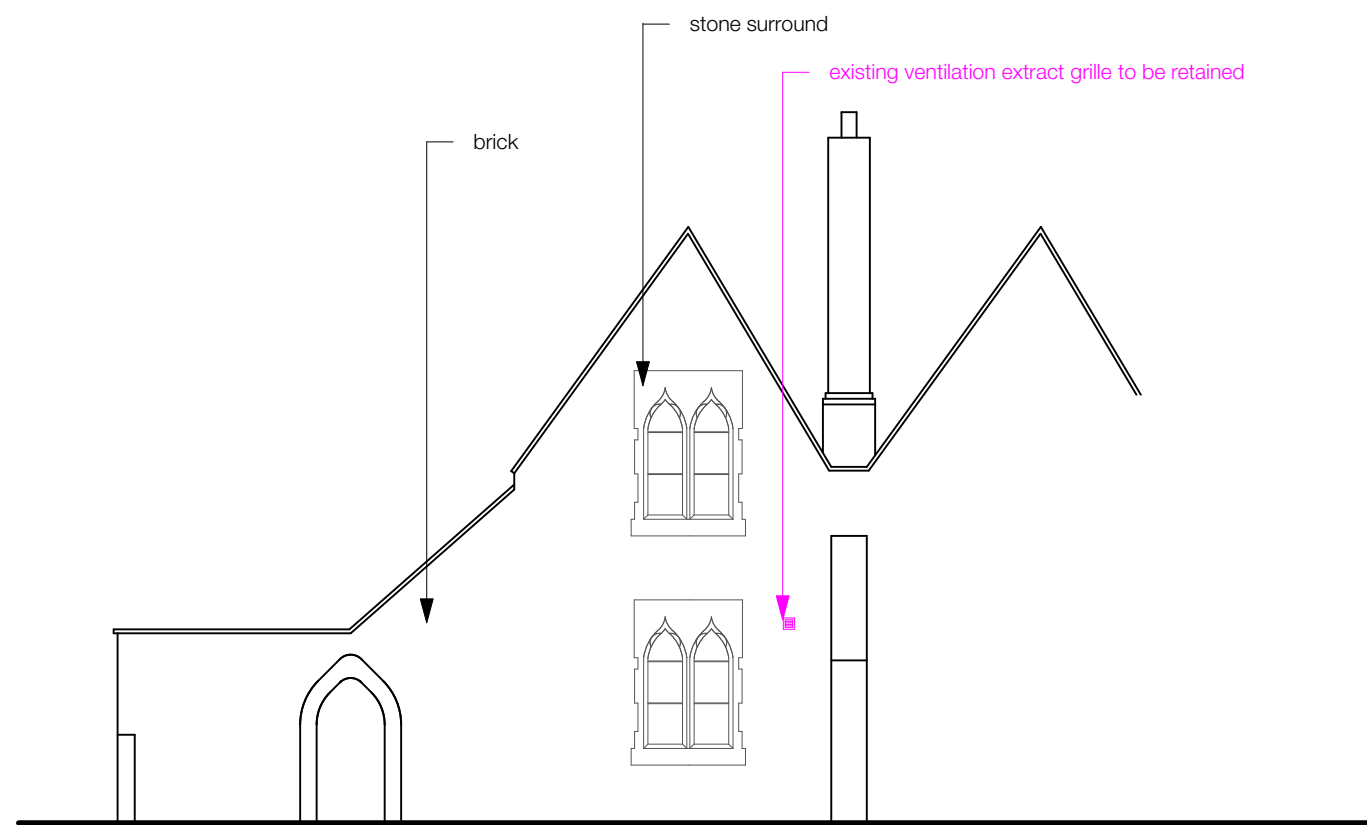 stone surround
existing ventilation extract grille to be retained
brick